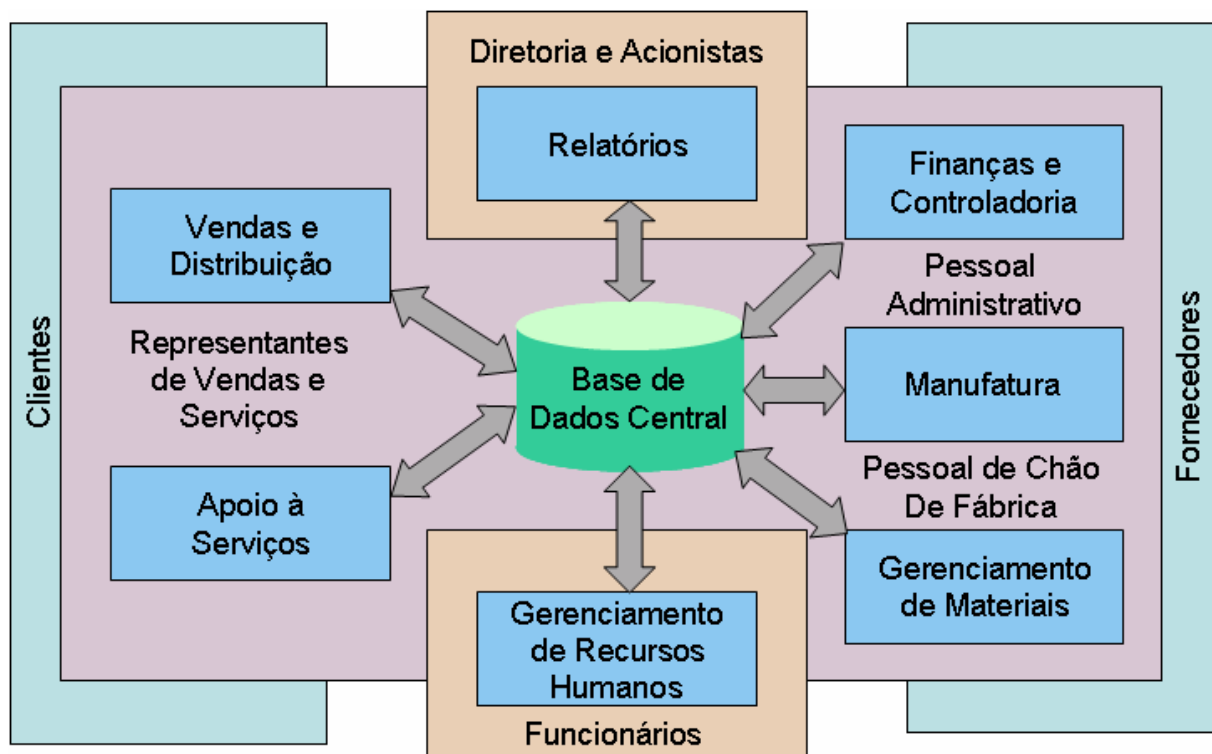 Diretoria e Acionistas
Relatórios
Finanças e
Controladoria
Vendas e
Distribuição
Pessoal
Administrativo
Clientes
Representantes
de Vendas e
Serviços
Base de
Dados Central
Manufatura
Fornecedores
Pessoal de Chão
De Fábrica
Apoio à
Serviços
Gerenciamento
de Materiais
Gerenciamento
de Recursos
Humanos
Funcionários